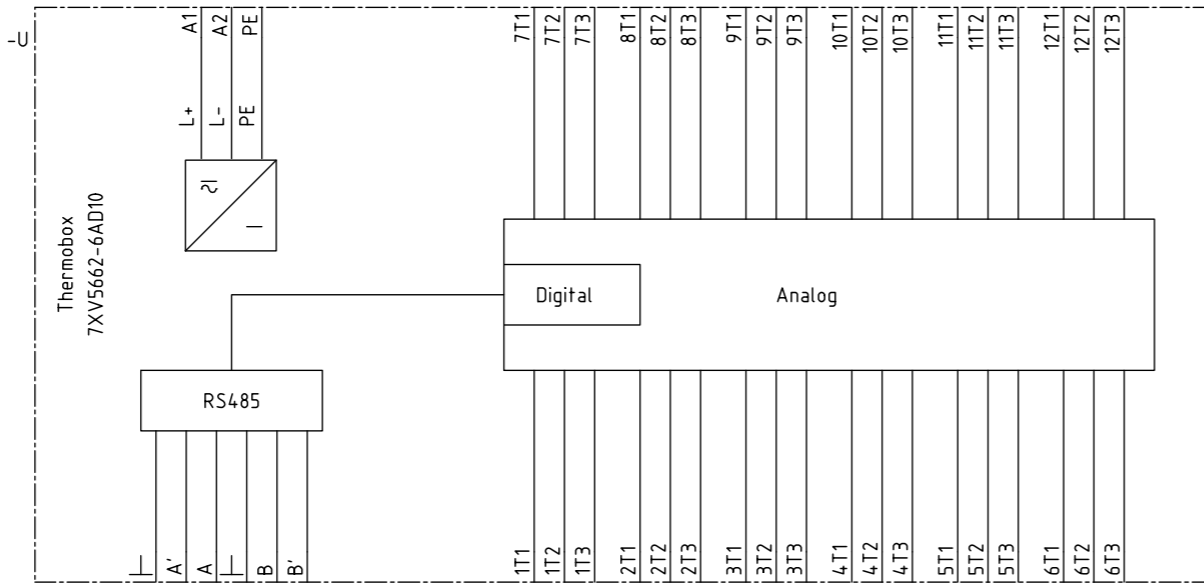 -U
A1
A2
PE
7T1
7T2
7T3
8T1
8T2
8T3
9T1
9T2
9T3
10T1
10T2
10T3
11T1
11T2
11T3
12T1
12T2
12T3
L+
L-
PE
Thermobox
7XV5662-6AD10
Digital
Analog
RS485
A'
A
B
B'
1T1
1T2
1T3
2T1
2T2
2T3
3T1
3T2
3T3
4T1
4T2
4T3
5T1
5T2
5T3
6T1
6T2
6T3